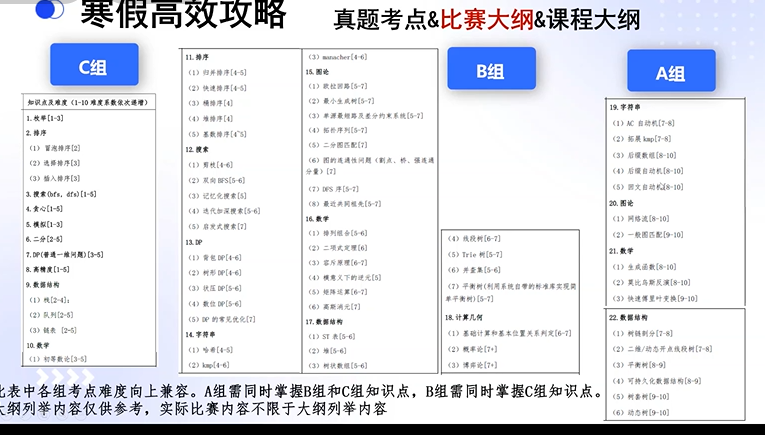 寒假高效攻略
真题考点&比赛大纲&课程大纲
C组
知识点及难度（1-10 难度系数依次递增）
1.枚举[1-3]
2.排序
（1）冒泡排序[2]
（2）选择排序[3]
（3）插入排序[3]
3.搜索(bfs, dfs)[1-5]
4.贪心[1-5]
5.模拟[1-3]
6.二分[2-5]
7.DP(普通一维问题)[3-5]
8.高精度[1-5]
9.数据结构
（1）栈[2-4];
（2）队列[2-5]
（3）链表 [2-5]
10.数学
（1）初等数论[3-5]
11.排序
（1）归并排序[4-5]
（2）快速排序[4-5]
（3）桶排序[4]
（4）堆排序[4]
（5）基数排序[4~5]
12.搜索
（1）剪枝[4-6]
（2）双向BFS[5-6]
（3）记忆化搜索[5]
（4）迭代加深搜索[5-6]
（5）启发式搜索[7]
13.DP
（1）背包DP[4-6]
（2）树形DP[4-6]
（3）状压DP[5-6]
（4）数位DP[5-6]
（5）DP的常见优化[7]
14.字符串
（1）哈希[4-5]
（2）kmp[4-6]
（3）manacher[4-6]
15.图论
（1）欧拉回路[5-7]
（2）最小生成树[5-7]
（3）单源最短路及差分约束系统[5-7]
（4）拓扑序列[5-7]
（5）二分图匹配[7]
（6）图的连通性问题（割点、桥、强连通
分量）[7]
（7）DFS 序[5-7]
（8）最近共同祖先[5-7]
16.数学
（1）排列组合[5-6]
（2）二项式定理[6]
（3）容斥原理[6-7]
（4）模意义下的逆元[5]
（5）矩阵运算[6-7]
（6）高斯消元[7]
17.数据结构
（1）ST 表[5-6]
（2）堆[5-6]
（3）树状数组[5-6]
B组
（4）线段树[6-7]
（5）Trie 树[5-7]
（6）并查集[5-6]
（7）平衡树(利用系统自带的标准库实现简
单平衡树)[5-7]
18.计算几何
（1）基础计算和基本位置关系判定[6-7]
（2）概率论[7+]
（3）博弈论[7+]
A组
19.字符串
（1）AC 自动机[7-8]
（2）拓展 kmp[7-8]
（3）后缀数组[8-10]
（4）后缀自动机[8-10]
（5）回文自动机[8-10]
20.图论
（1）网络流[8-10]
（2）一般图匹配[9-10]
21.数学
（1）生成函数[8-10]
（2）莫比乌斯反演[8-10]
（3）快速傅里叶变换[9-10]
22.数据结构
（1）树链剖分[7-8]
（2）二维/动态开点线段树[7-8]
（3）平衡树[8-9]
（4）可持久化数据结构[8-9]
（5）树套树[9-10]
（6）动态树[9-10]
比表中各组考点难度向上兼容。A组需同时掌握B组和C组知识点，B组需同时掌握C组知识点。
大纲列举内容仅供参考，实际比赛内容不限于大纲列举内容